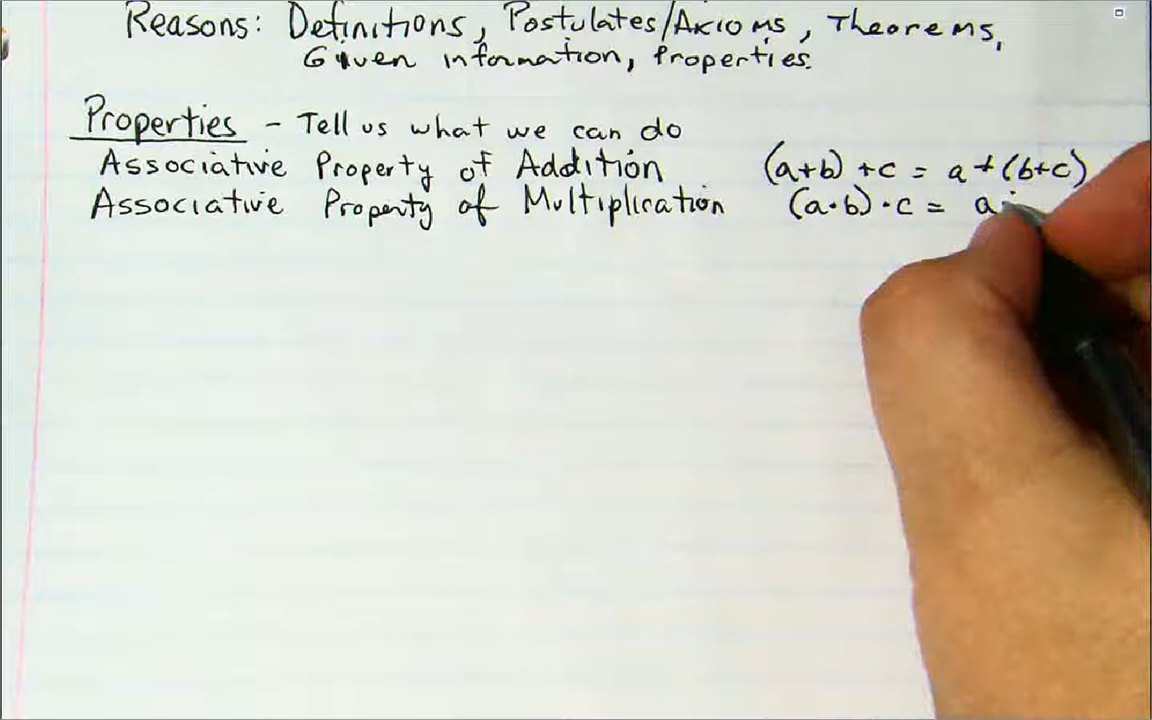 Reasons: Definitions, Postulates/Axioms, Theorems,
Given information, Properties.
Properties - Tell us what we can do
Associative Property of Addition (a+b)+c = a+(b+c)
Associative Property of Multiplication (a·b)·c = a·